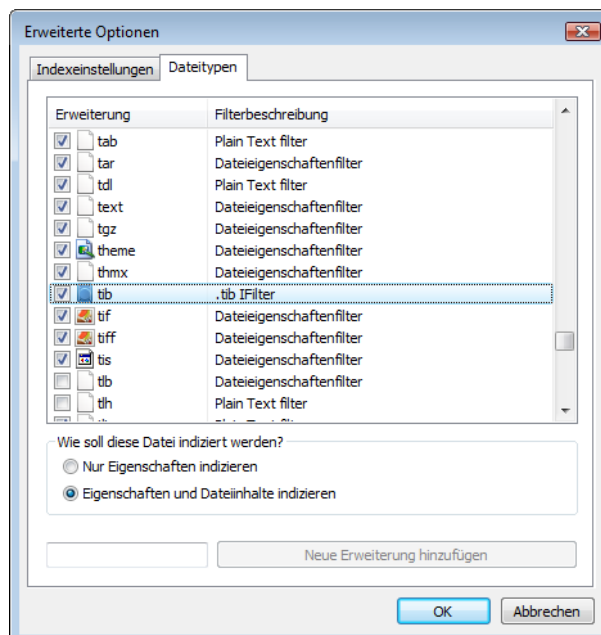 Erweiterte Optionen
Indexeinstellungen Dateitypen
Erweiterung Filterbeschreibung
tab Plain Text filter
tar Dateieigenschaftenfilter
tdl Plain Text filter
text Dateieigenschaftenfilter
tgz Dateieigenschaftenfilter
theme Dateieigenschaftenfilter
thmx Dateieigenschaftenfilter
tib .tib IFilter
tif Dateieigenschaftenfilter
tiff Dateieigenschaftenfilter
tis Dateieigenschaftenfilter
tlb Dateieigenschaftenfilter
tlh Plain Text filter
Wie soll diese Datei indiziert werden?
Nur Eigenschaften indizieren
Eigenschaften und Dateiinhalte indizieren
Neue Erweiterung hinzufügen
OK Abbrechen